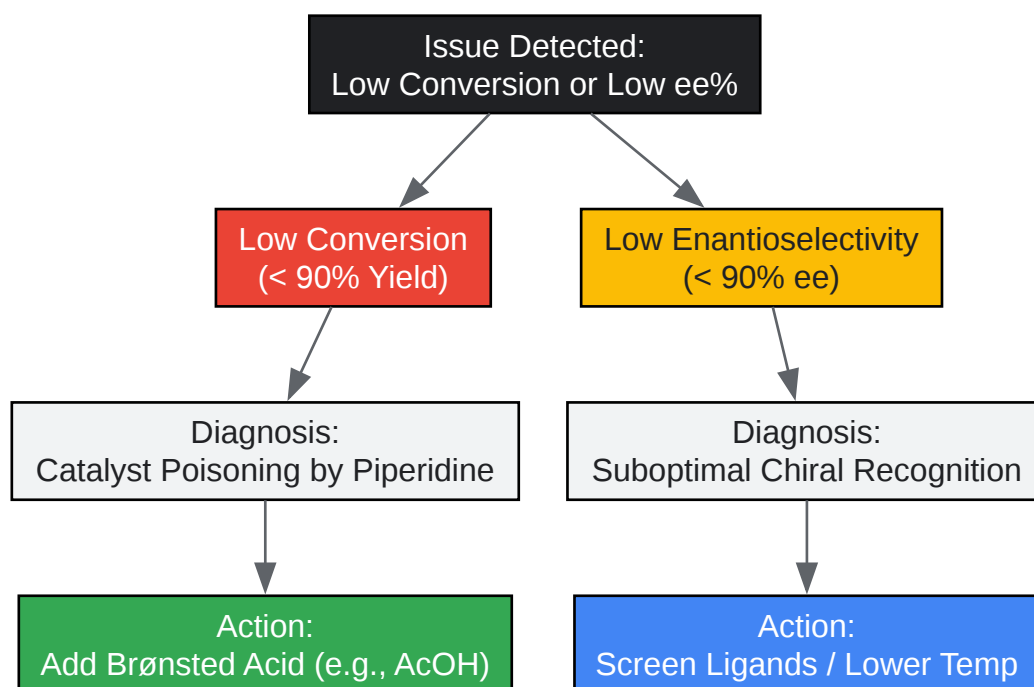 Issue Detected:
Low Conversion or Low ee%
Low Conversion
(< 90% Yield)
Low Enantioselectivity
(< 90% ee)
Diagnosis:
Catalyst Poisoning by Piperidine
Diagnosis:
Suboptimal Chiral Recognition
Action:
Add Brønsted Acid (e.g., AcOH)
Action:
Screen Ligands / Lower Temp